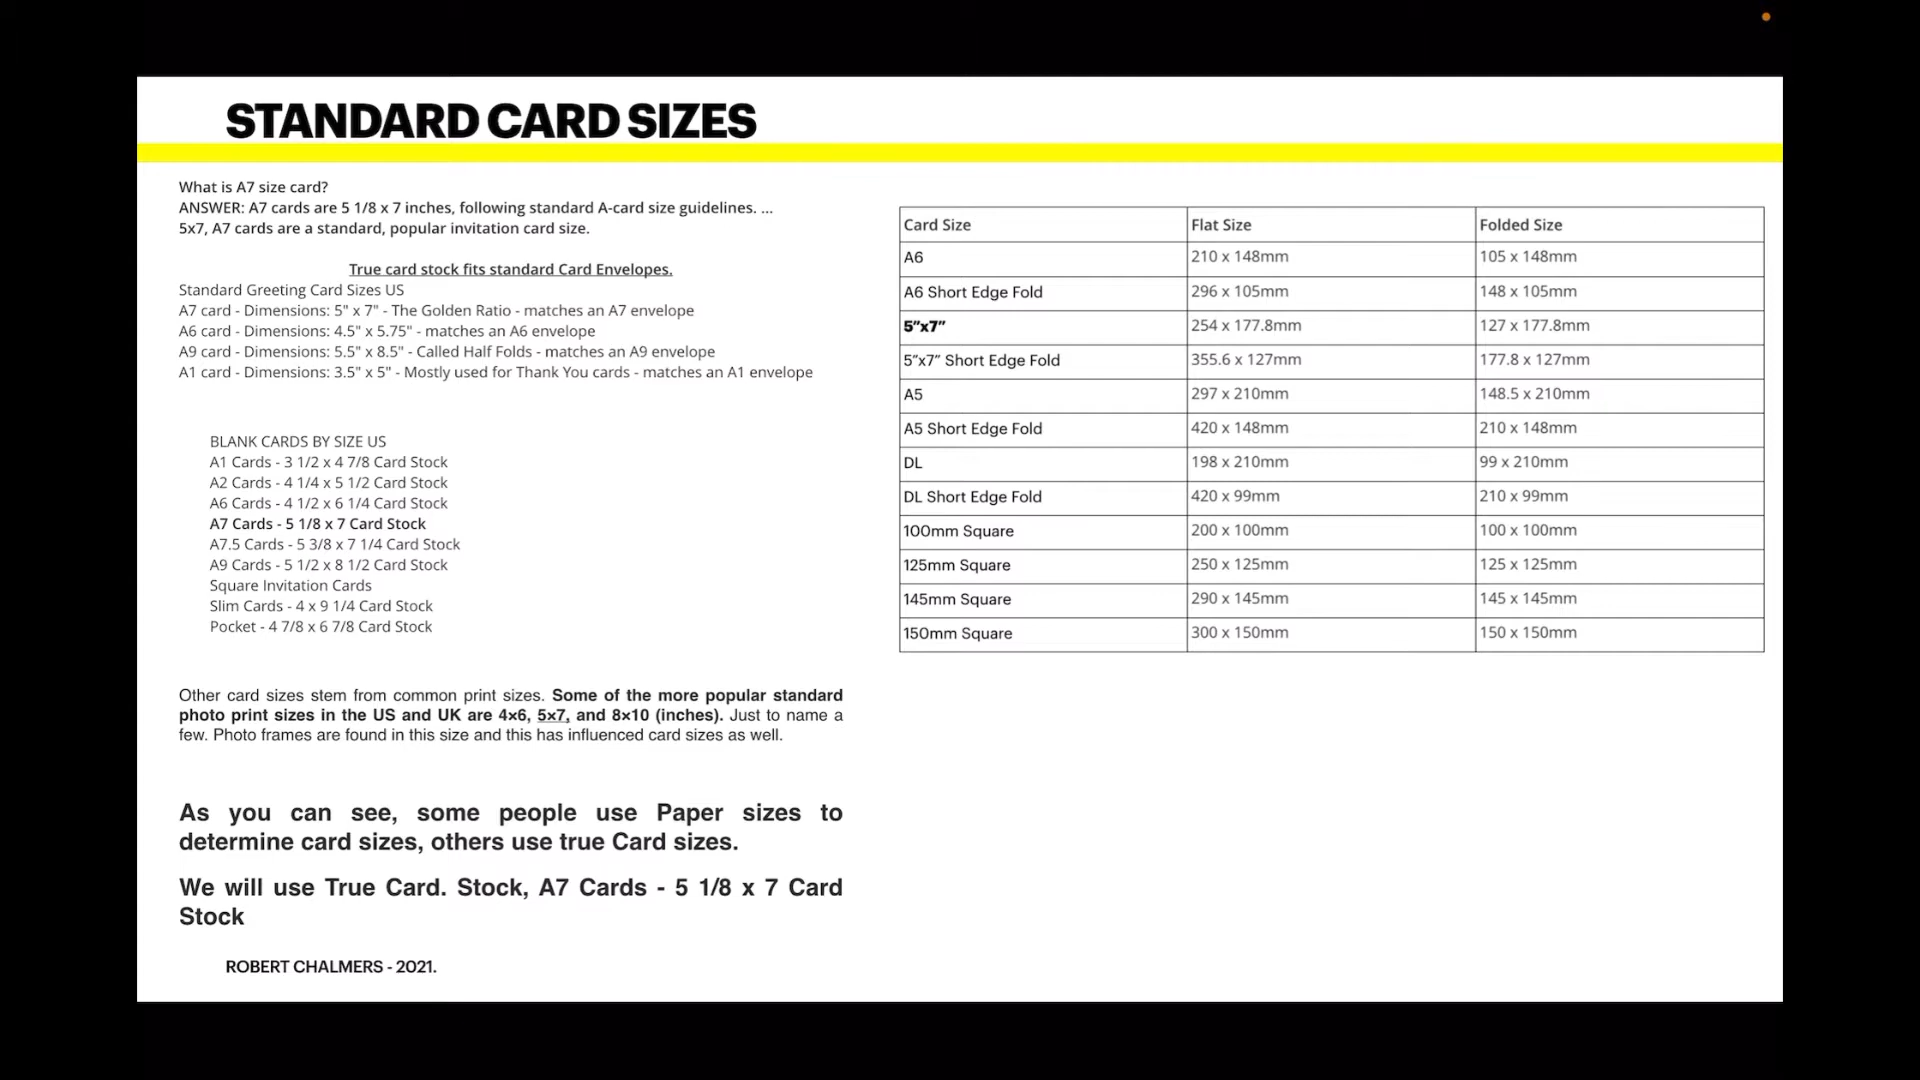 STANDARD CARD SIZES
What is A7 size card?
ANSWER: A7 cards are 5 1/8 x 7 inches, following standard A-card size guidelines. ...
5x7, A7 cards are a standard, popular invitation card size.
True card stock fits standard Card Envelopes.
Standard Greeting Card Sizes US
A7 card - Dimensions: 5" x 7" - The Golden Ratio - matches an A7 envelope
A6 card - Dimensions: 4.5" x 5.75" - matches an A6 envelope
A9 card - Dimensions: 5.5" x 8.5" - Called Half Folds - matches an A9 envelope
A1 card - Dimensions: 3.5" x 5" - Mostly used for Thank You cards - matches an A1 envelope
BLANK CARDS BY SIZE US
A1 Cards - 3 1/2 x 4 7/8 Card Stock
A2 Cards - 4 1/4 x 5 1/2 Card Stock
A6 Cards - 4 1/2 x 6 1/4 Card Stock
A7 Cards - 5 1/8 x 7 Card Stock
A7.5 Cards - 5 3/8 x 7 1/4 Card Stock
A9 Cards - 5 1/2 x 8 1/2 Card Stock
Square Invitation Cards
Slim Cards - 4 x 9 1/4 Card Stock
Pocket - 4 7/8 x 6 7/8 Card Stock
Other card sizes stem from common print sizes. Some of the more popular standard
photo print sizes in the US and UK are 4×6, 5×7, and 8×10 (inches). Just to name a
few. Photo frames are found in this size and this has influenced card sizes as well.
As you can see, some people use Paper sizes to
determine card sizes, others use true Card sizes.
We will use True Card. Stock, A7 Cards - 5 1/8 x 7 Card
Stock
ROBERT CHALMERS - 2021.
Card Size Flat Size Folded Size
A6 210 x 148mm 105 x 148mm
A6 Short Edge Fold 296 x 105mm 148 x 105mm
5”x7” 254 x 177.8mm 127 x 177.8mm
5”x7” Short Edge Fold 355.6 x 127mm 177.8 x 127mm
A5 297 x 210mm 148.5 x 210mm
A5 Short Edge Fold 420 x 148mm 210 x 148mm
DL 198 x 210mm 99 x 210mm
DL Short Edge Fold 420 x 99mm 210 x 99mm
100mm Square 200 x 100mm 100 x 100mm
125mm Square 250 x 125mm 125 x 125mm
145mm Square 290 x 145mm 145 x 145mm
150mm Square 300 x 150mm 150 x 150mm